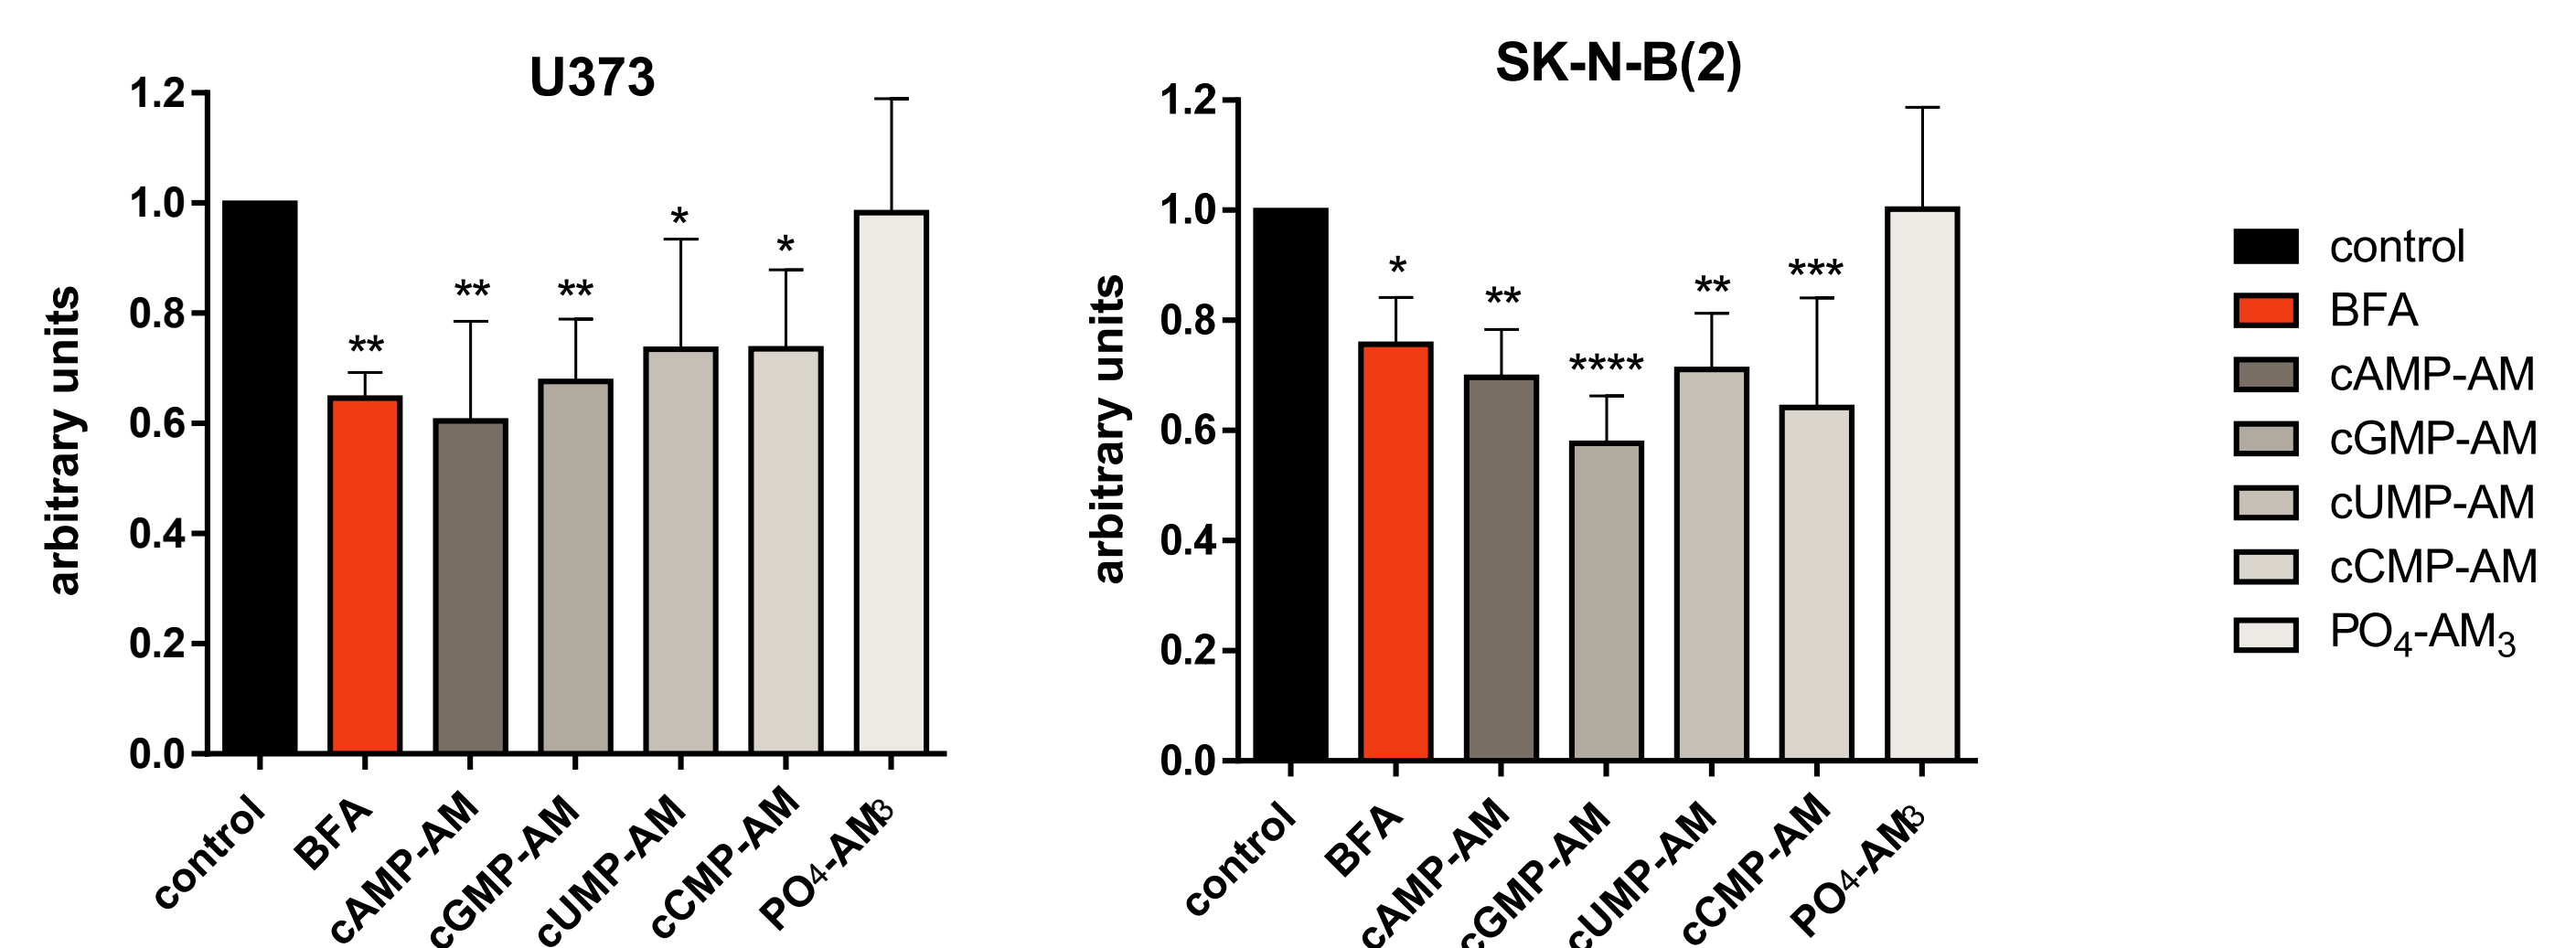 U373
1.2
1.0
0.8
0.6
0.4
0.2
0.0
arbitrary units
**
**
**
*
*
control
BFA
cAMP-AM
cGMP-AM
cUMP-AM
cCMP-AM
PO4-AM3
SK-N-B(2)
1.2
1.0
0.8
0.6
0.4
0.2
0.0
arbitrary units
*
**
****
**
***
control
BFA
cAMP-AM
cGMP-AM
cUMP-AM
cCMP-AM
PO4-AM3
control
BFA
cAMP-AM
cGMP-AM
cUMP-AM
cCMP-AM
PO4-AM3